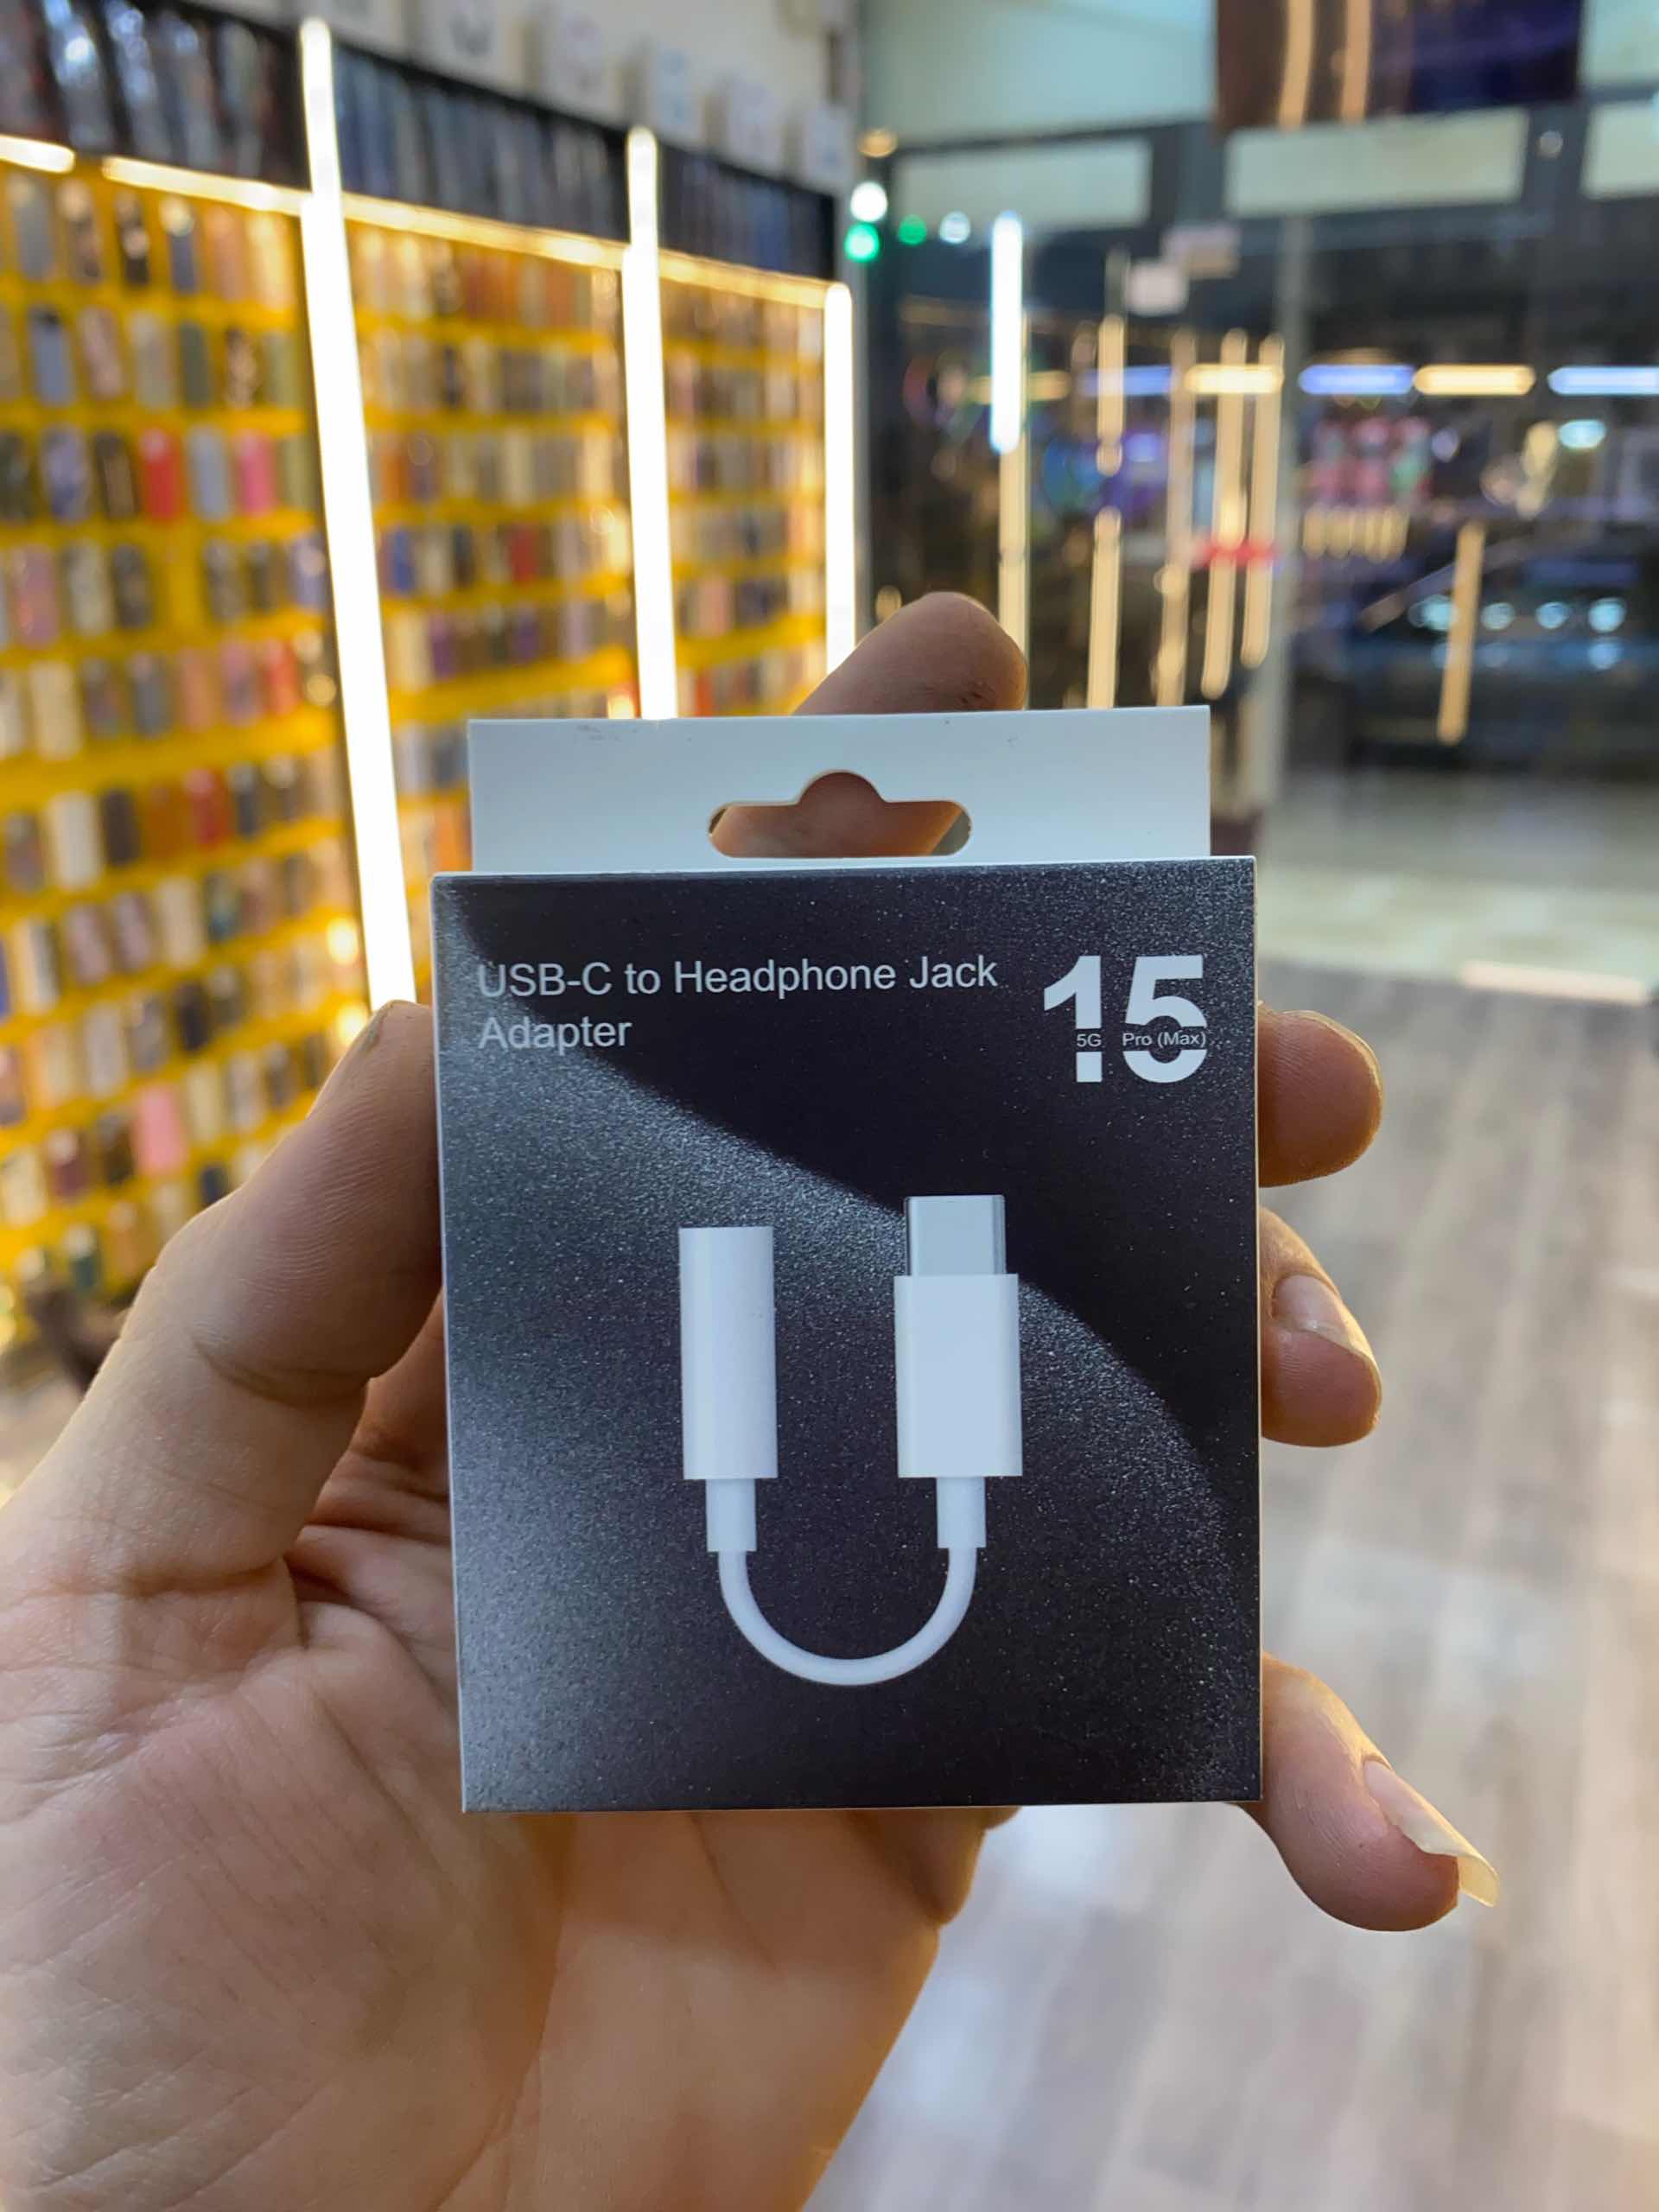 USB-C to Headphone Jack
Adapter
15
5G Pro (Max)